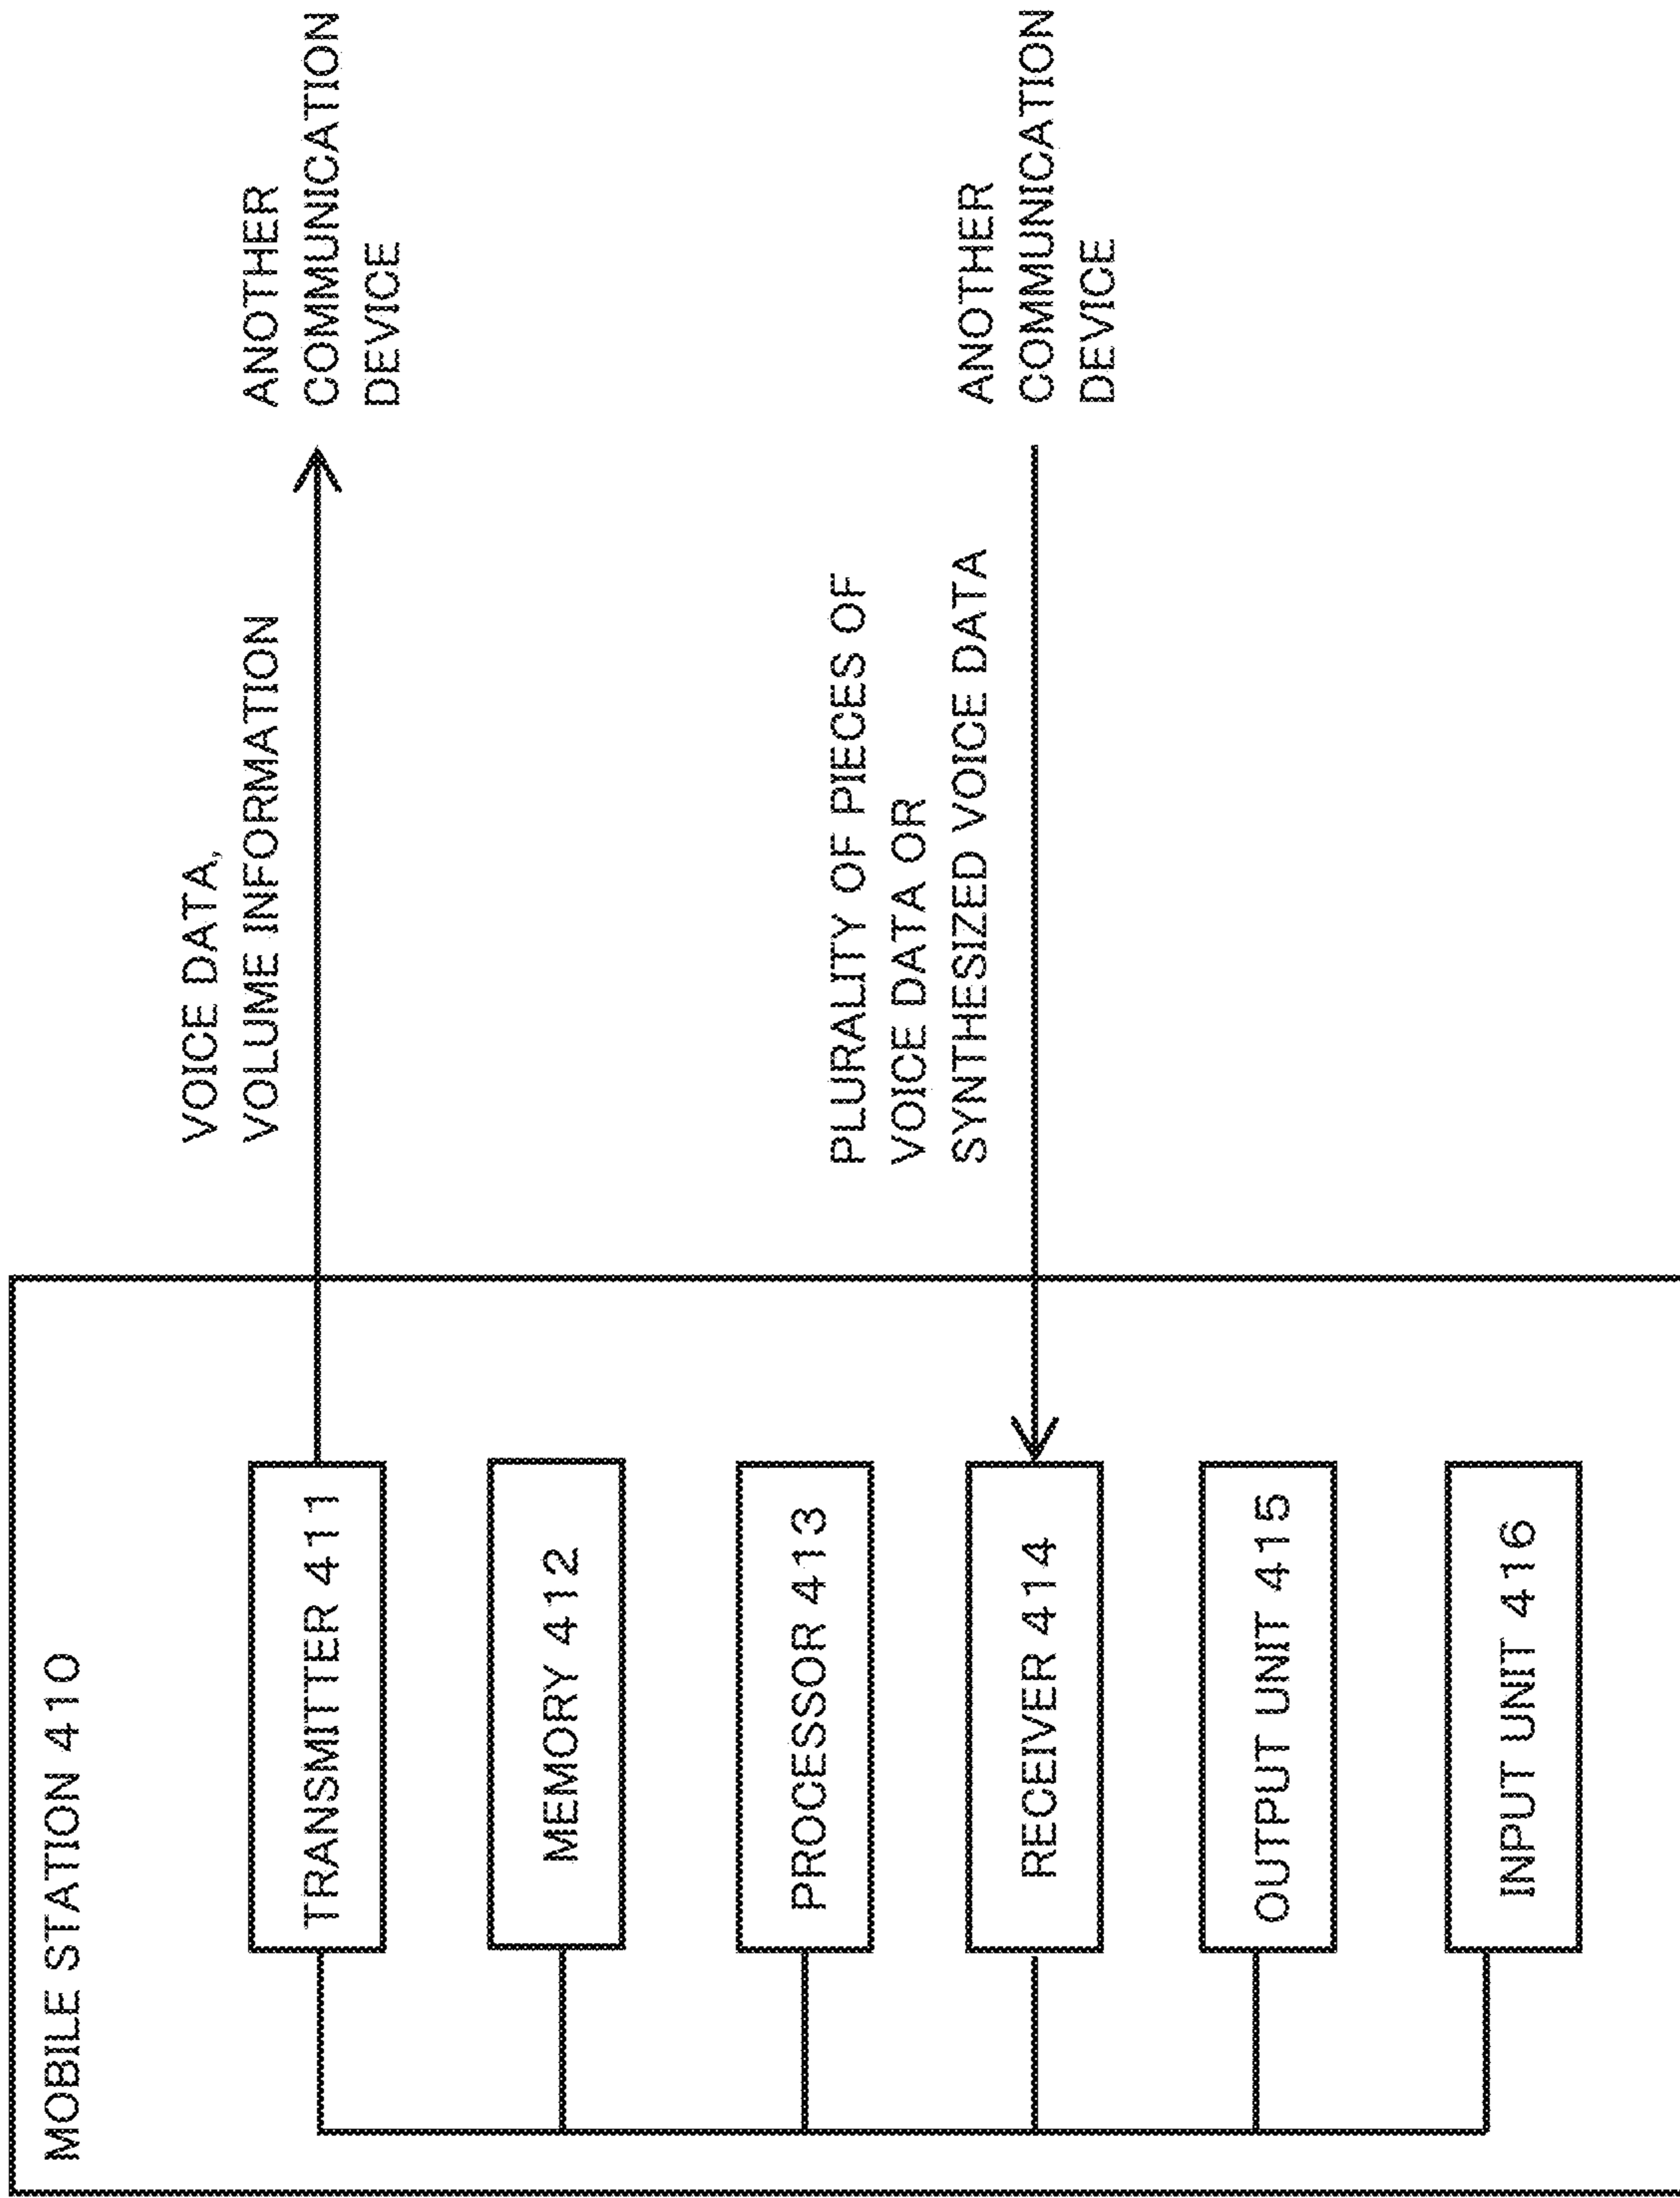 MOBILE STATION 410
TRANSMITTER 411
VOICE DATA,
VOLUME INFORMATION
ANOTHER
COMMUNICATION
DEVICE
MEMORY 412
PROCESSOR 413
RECEIVER 414
PLURALITY OF PIECES OF
VOICE DATA OR
SYNTHESIZED VOICE DATA
ANOTHER
COMMUNICATION
DEVICE
OUTPUT UNIT 415
INPUT UNIT 416